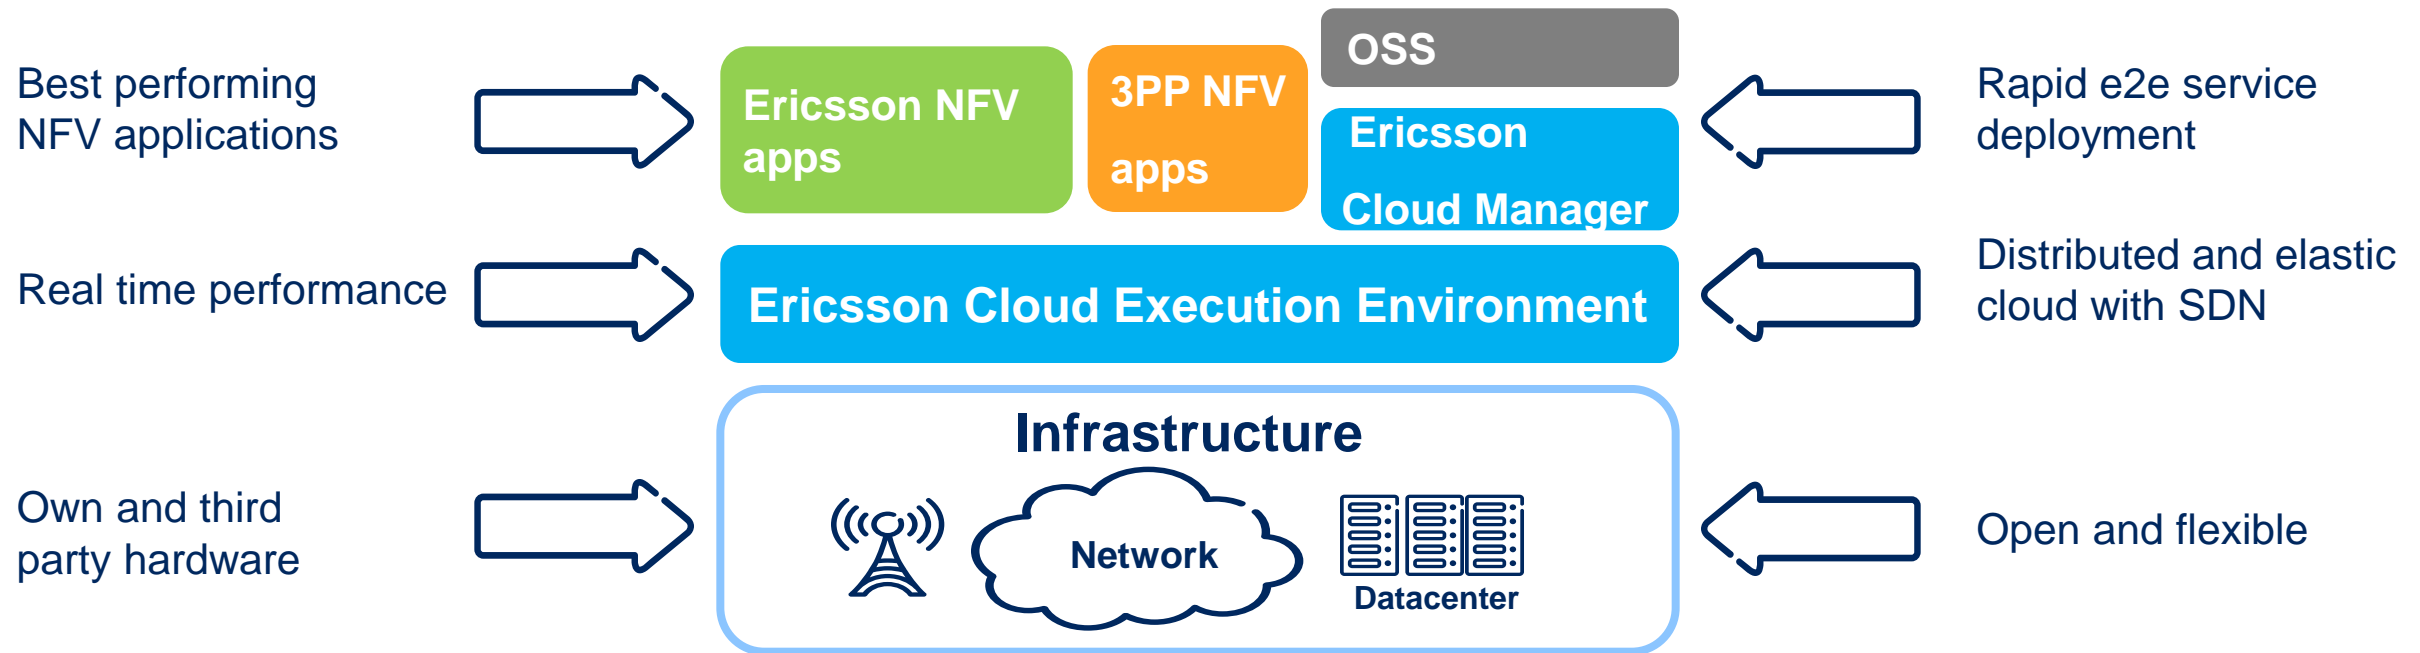 Best performing
NFV applications
Ericsson NFV
apps
3PP NFV
apps
OSS
Ericsson
Cloud Manager
Rapid e2e service
deployment
Real time performance
Ericsson Cloud Execution Environment
Distributed and elastic
cloud with SDN
Own and third
party hardware
Infrastructure
Network
Datacenter
Open and flexible